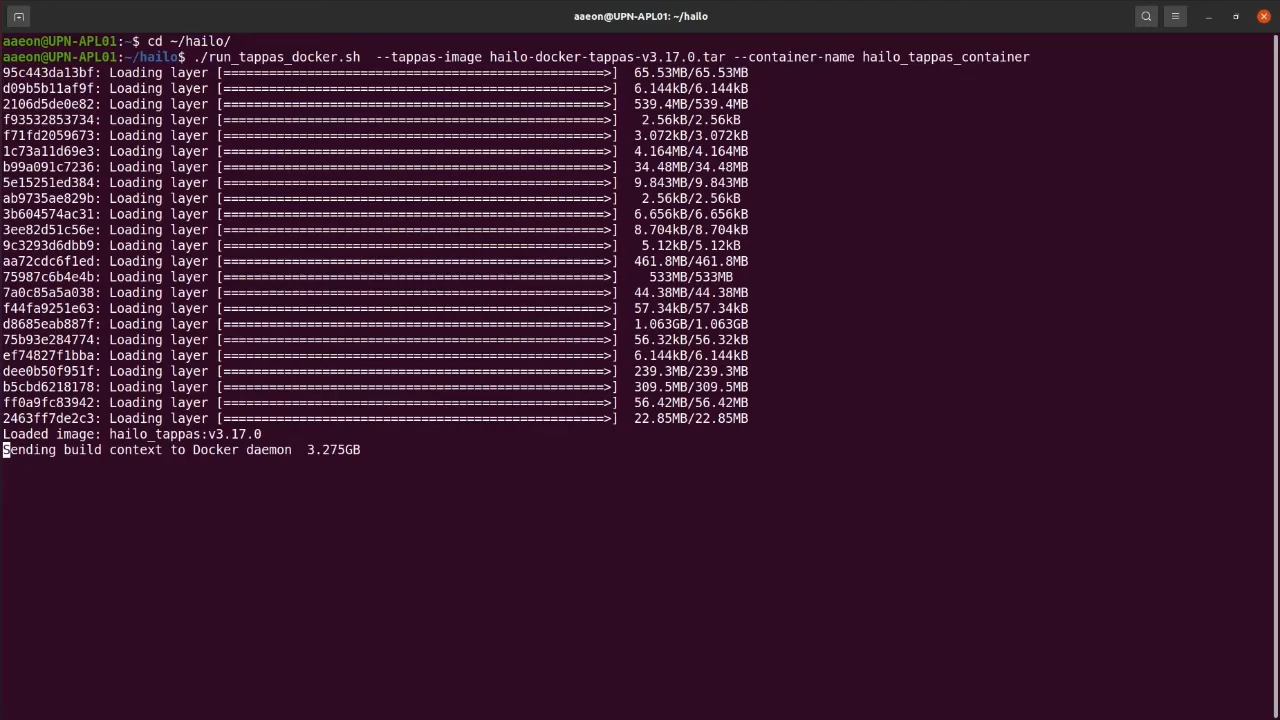 aaeon@UPN-APL01: ~/hailo
aaeon@UPN-APL01:~$ cd ~/hailo/
aaeon@UPN-APL01:~/hailo$ ./run_tappas_docker.sh  --tappas-image hailo-docker-tappas-v3.17.0.tar --container-name hailo_tappas_container
95c443da13bf: Loading layer [==================================================>]  65.53MB/65.53MB
d09b5b11af9f: Loading layer [==================================================>]  6.144kB/6.144kB
2106d5de0e82: Loading layer [==================================================>]  539.4MB/539.4MB
f93532853734: Loading layer [==================================================>]   2.56kB/2.56kB
f71fd2059673: Loading layer [==================================================>]  3.072kB/3.072kB
1c73a11d69e3: Loading layer [==================================================>]  4.164MB/4.164MB
b99a091c7236: Loading layer [==================================================>]  34.48MB/34.48MB
5e15251ed384: Loading layer [==================================================>]  9.843MB/9.843MB
ab9735ae829b: Loading layer [==================================================>]   2.56kB/2.56kB
3b604574ac31: Loading layer [==================================================>]  6.656kB/6.656kB
3ee82d51c56e: Loading layer [==================================================>]  8.704kB/8.704kB
9c3293d6dbb9: Loading layer [==================================================>]   5.12kB/5.12kB
aa72cdc6f1ed: Loading layer [==================================================>]  461.8MB/461.8MB
75987c6b4e4b: Loading layer [==================================================>]    533MB/533MB
7a0c85a5a038: Loading layer [==================================================>]  44.38MB/44.38MB
f44fa9251e63: Loading layer [==================================================>]  57.34kB/57.34kB
d8685eab887f: Loading layer [==================================================>]  1.063GB/1.063GB
75b93e284774: Loading layer [==================================================>]  56.32kB/56.32kB
ef74827f1bba: Loading layer [==================================================>]  6.144kB/6.144kB
dee0b50f951f: Loading layer [==================================================>]  239.3MB/239.3MB
b5cbd6218178: Loading layer [==================================================>]  309.5MB/309.5MB
ff0a9fc83942: Loading layer [==================================================>]  56.42MB/56.42MB
2463ff7de2c3: Loading layer [==================================================>]  22.85MB/22.85MB
Loaded image: hailo_tappas:v3.17.0
Sending build context to Docker daemon  3.275GB